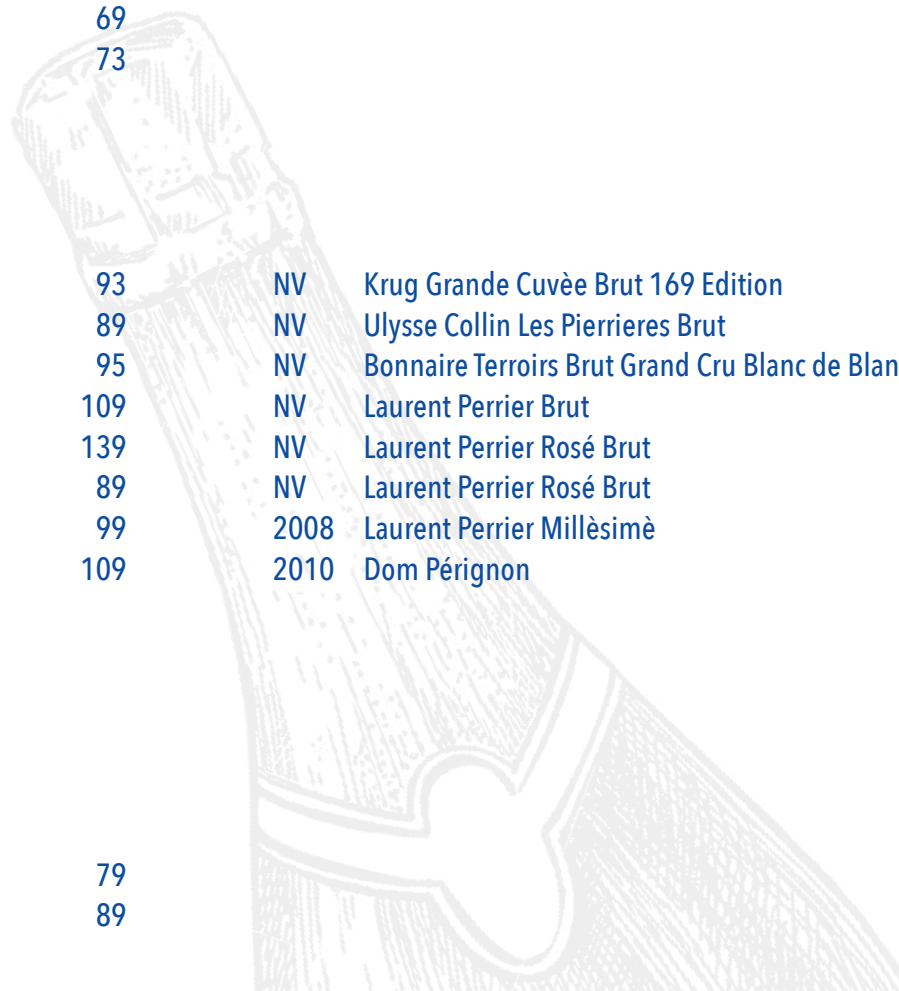 69
73
93 NV Krug Grande Cuvèe Brut 169 Edition
89 NV Ulysse Collin Les Pierrieres Brut
95 NV Bonnaire Terroirs Brut Grand Cru Blanc de Blan
109 NV Laurent Perrier Brut
139 NV Laurent Perrier Rosé Brut
89 NV Laurent Perrier Rosé Brut
99 2008 Laurent Perrier Millèsimè
109 2010 Dom Pérignon
79
89